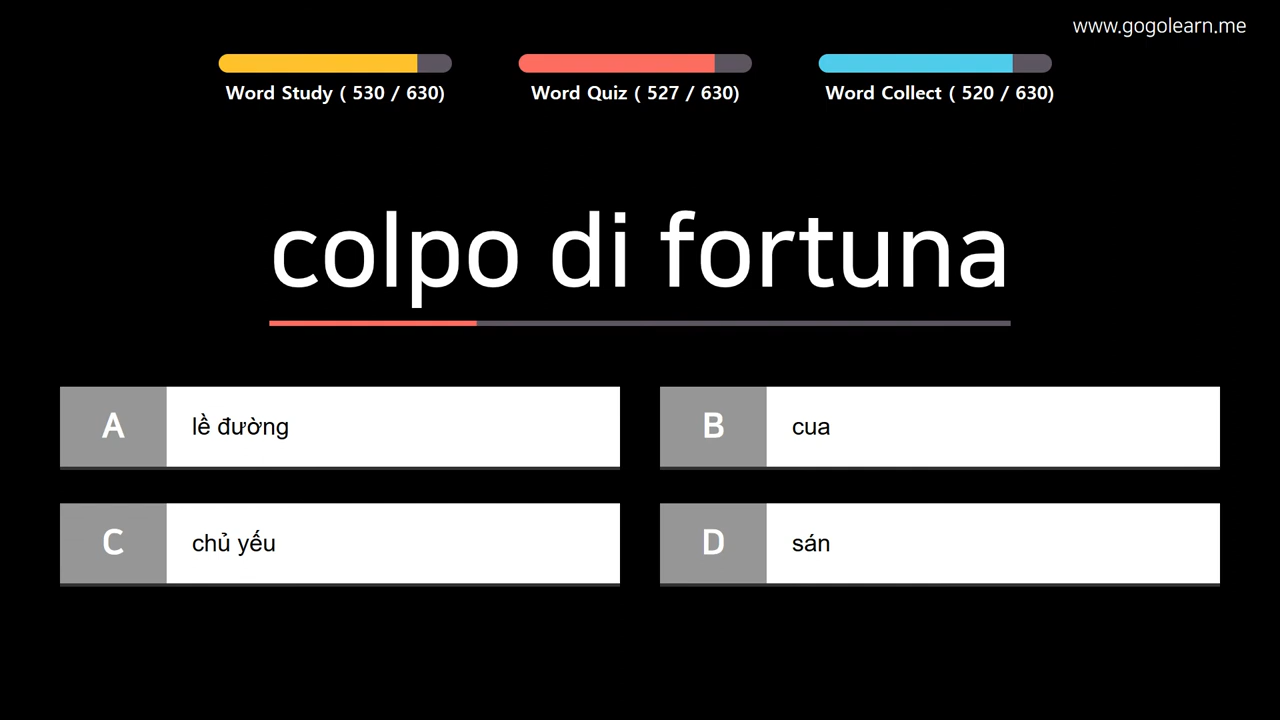 www.gogolearn.me
Word Study ( 530 / 630)
Word Quiz ( 527 / 630)
Word Collect ( 520 / 630)
colpo di fortuna
A
lề đường
B
cua
C
chủ yếu
D
sán